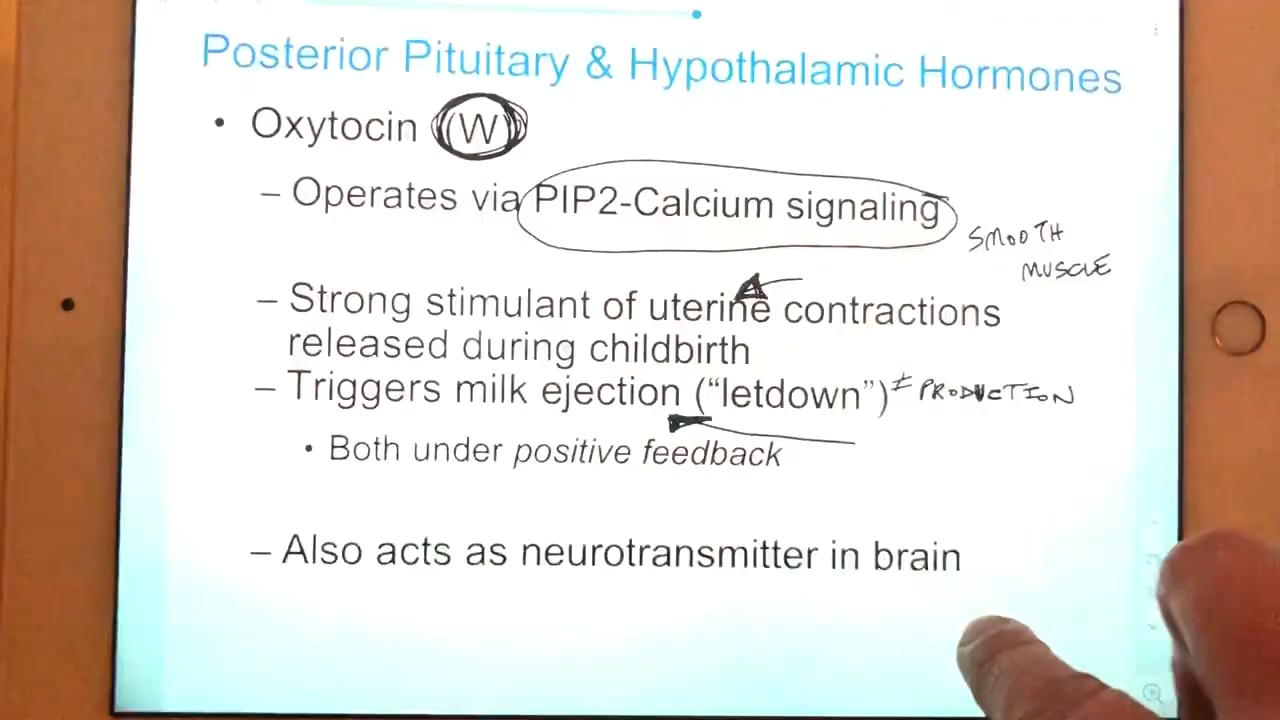 Posterior Pituitary & Hypothalamic Hormones
• Oxytocin (W)
– Operates via PIP2-Calcium signaling
SMOOTH
MUSCLE
– Strong stimulant of uterine contractions
released during childbirth
– Triggers milk ejection (“letdown”) ≠ PRODUCTION
• Both under positive feedback
– Also acts as neurotransmitter in brain